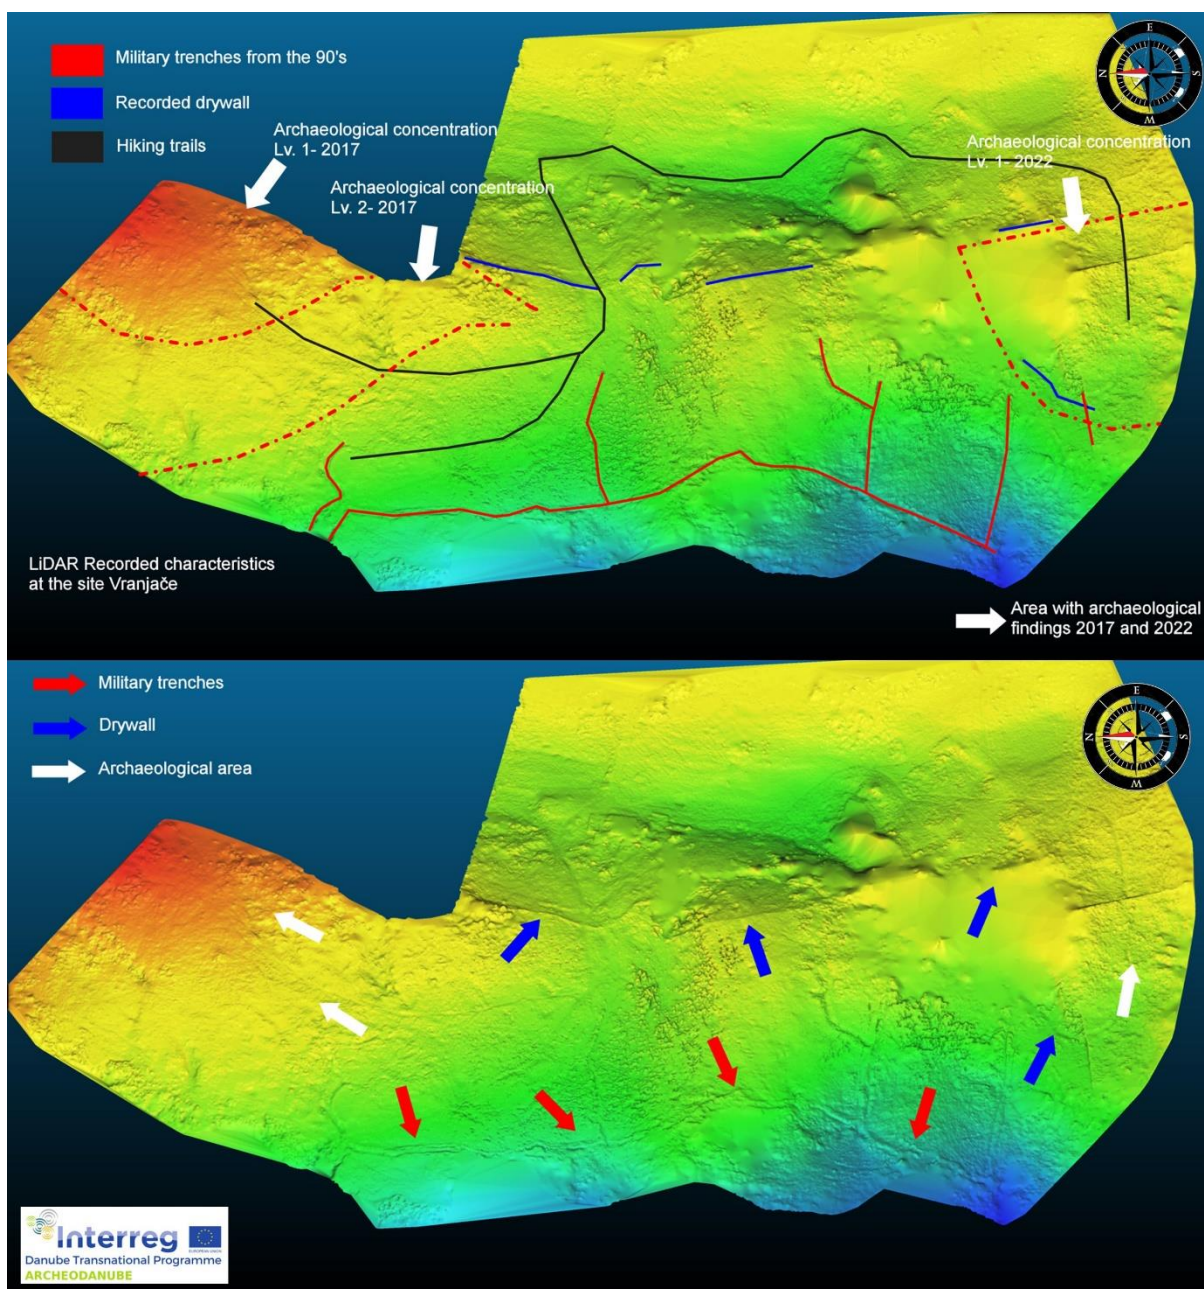 Military trenches from the 90's
Recorded drywall
Hiking trails
Archaeological concentration
Lv. 1- 2017
Archaeological concentration
Lv. 2- 2017
Archaeological concentration
Lv. 1- 2022
E
N
S
W
LiDAR Recorded characteristics
at the site Vranjače
Area with archaeological
findings 2017 and 2022
Military trenches
Drywall
Archaeological area
E
N
S
W
Interreg
EUROPEAN UNION
Danube Transnational Programme
ARCHEODANUBE